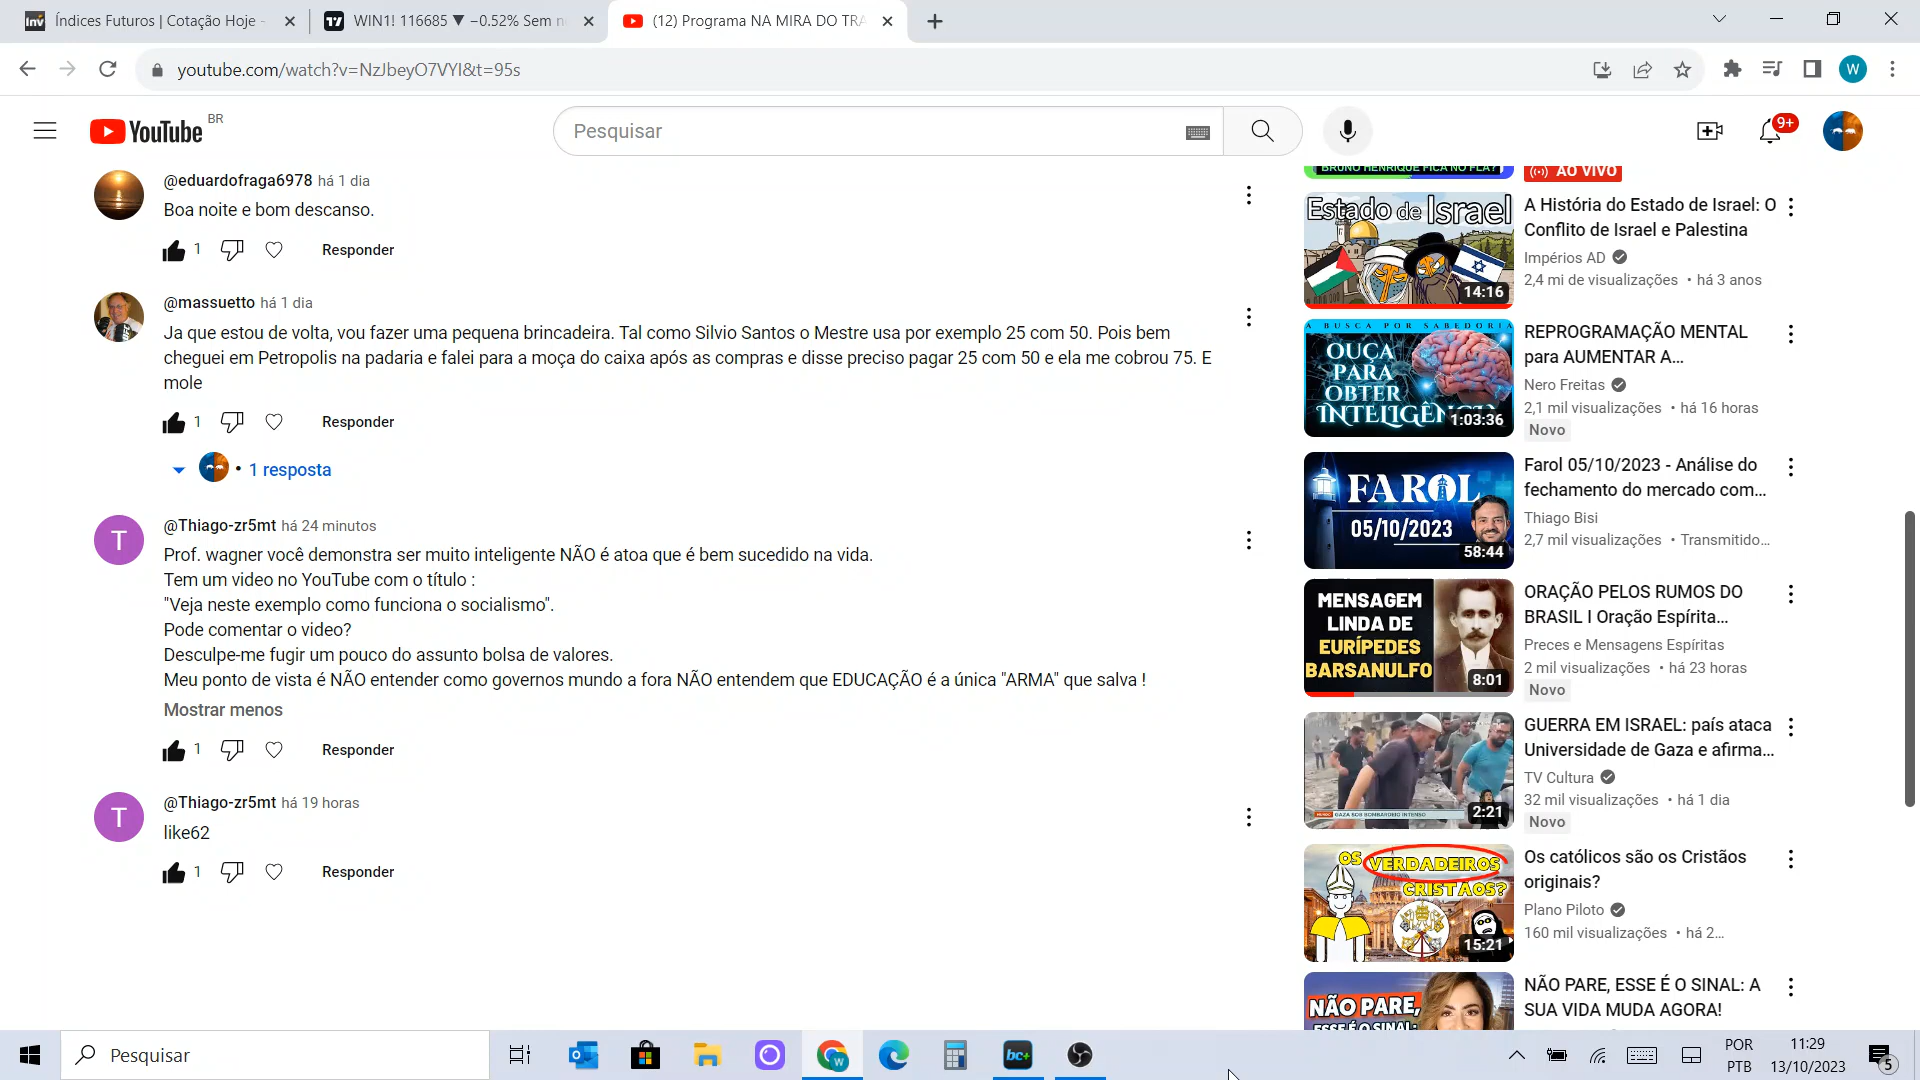 Índices Futuros | Cotação Hoje -
WIN1! 116685 ▼ −0.52% Sem n
(12) Programa NA MIRA DO TRA
youtube.com/watch?v=NzJbeyO7VYI&t=95s
W
YouTube BR
Pesquisar
9+
@eduardofraga6978 há 1 dia
Boa noite e bom descanso.
1 Responder
@massuetto há 1 dia
Ja que estou de volta, vou fazer uma pequena brincadeira. Tal como Silvio Santos o Mestre usa por exemplo 25 com 50. Pois bem
cheguei em Petropolis na padaria e falei para a moça do caixa após as compras e disse preciso pagar 25 com 50 e ela me cobrou 75. E
mole
1 Responder
• 1 resposta
T
@Thiago-zr5mt há 24 minutos
Prof. wagner você demonstra ser muito inteligente NÃO é atoa que é bem sucedido na vida.
Tem um video no YouTube com o título :
"Veja neste exemplo como funciona o socialismo".
Pode comentar o video?
Desculpe-me fugir um pouco do assunto bolsa de valores.
Meu ponto de vista é NÃO entender como governos mundo a fora NÃO entendem que EDUCAÇÃO é a única "ARMA" que salva !
Mostrar menos
1 Responder
T
@Thiago-zr5mt há 19 horas
like62
1 Responder
BRUNO HENRIQUE FICA NO FLA?
AO VIVO
Estado de Israel
14:16
A História do Estado de Israel: O
Conflito de Israel e Palestina
Impérios AD
2,4 mi de visualizações • há 3 anos
A BUSCA POR SABEDORIA
OUÇA
PARA
OBTER
1:03:36
REPROGRAMAÇÃO MENTAL
para AUMENTAR A...
Nero Freitas
2,1 mil visualizações • há 16 horas
Novo
FAROL
05/10/2023
58:44
Farol 05/10/2023 - Análise do
fechamento do mercado com...
Thiago Bisi
2,7 mil visualizações • Transmitido...
MENSAGEM
LINDA DE
EURÍPEDES
BARSANULFO
8:01
ORAÇÃO PELOS RUMOS DO
BRASIL I Oração Espírita...
Preces e Mensagens Espíritas
2 mil visualizações • há 23 horas
Novo
GAZA SOB BOMBARDEIO INTENSO
2:21
GUERRA EM ISRAEL: país ataca
Universidade de Gaza e afirma...
TV Cultura
32 mil visualizações • há 1 dia
Novo
OS VERDADEIROS
CRISTÃOS?
15:21
Os católicos são os Cristãos
originais?
Plano Piloto
160 mil visualizações • há 2...
NÃO PARE,
ESSE É O SINAL:
NÃO PARE, ESSE É O SINAL: A
SUA VIDA MUDA AGORA!
Pesquisar
bc+
POR
PTB
11:29
13/10/2023
5